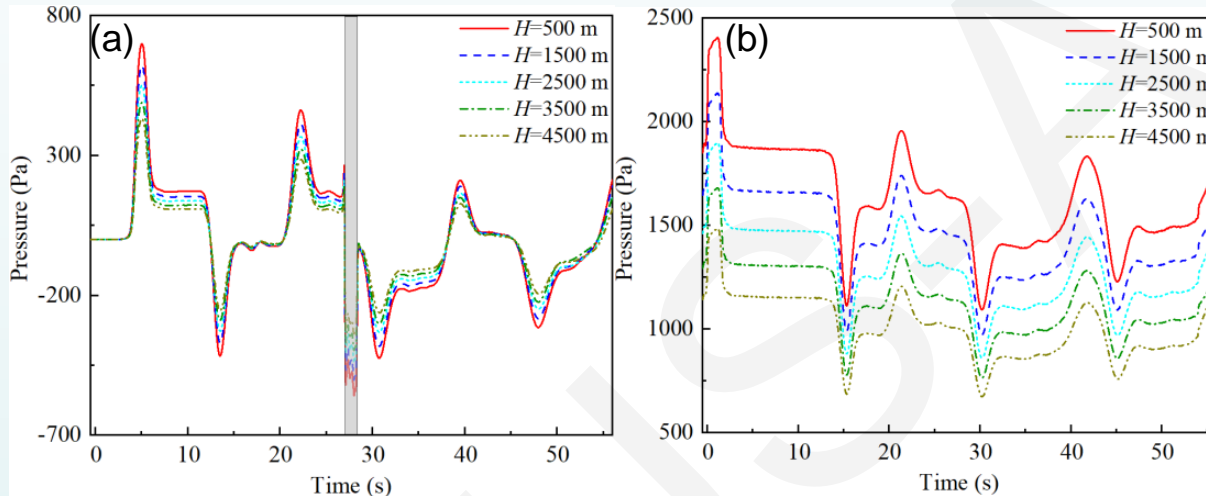 (a)
800
300
-200
-700
Pressure (Pa)
0 10 20 30 40 50
Time (s)
H=500 m
H=1500 m
H=2500 m
H=3500 m
H=4500 m
(b)
2500
2000
1500
1000
500
Pressure (Pa)
0 10 20 30 40 50
Time (s)
H=500 m
H=1500 m
H=2500 m
H=3500 m
H=4500 m